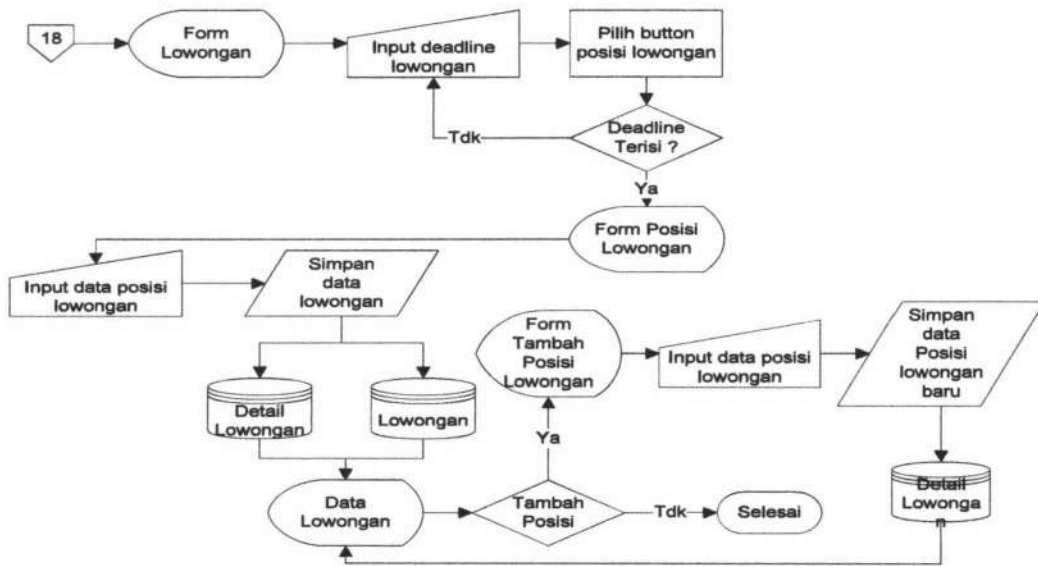 18
Form
Lowongan
Input deadline
lowongan
Pilih button
posisi lowongan
Deadline
Terisi ?
Tdk
Ya
Form Posisi
Lowongan
Input data posisi
lowongan
Simpan
data
lowongan
Detail
Lowongan
Lowongan
Data
Lowongan
Tambah
Posisi
Ya
Form
Tambah
Posisi
Lowongan
Input data posisi
lowongan
Simpan
data
Posisi
lowongan
baru
Detail
Lowonga
n
Tdk
Selesai